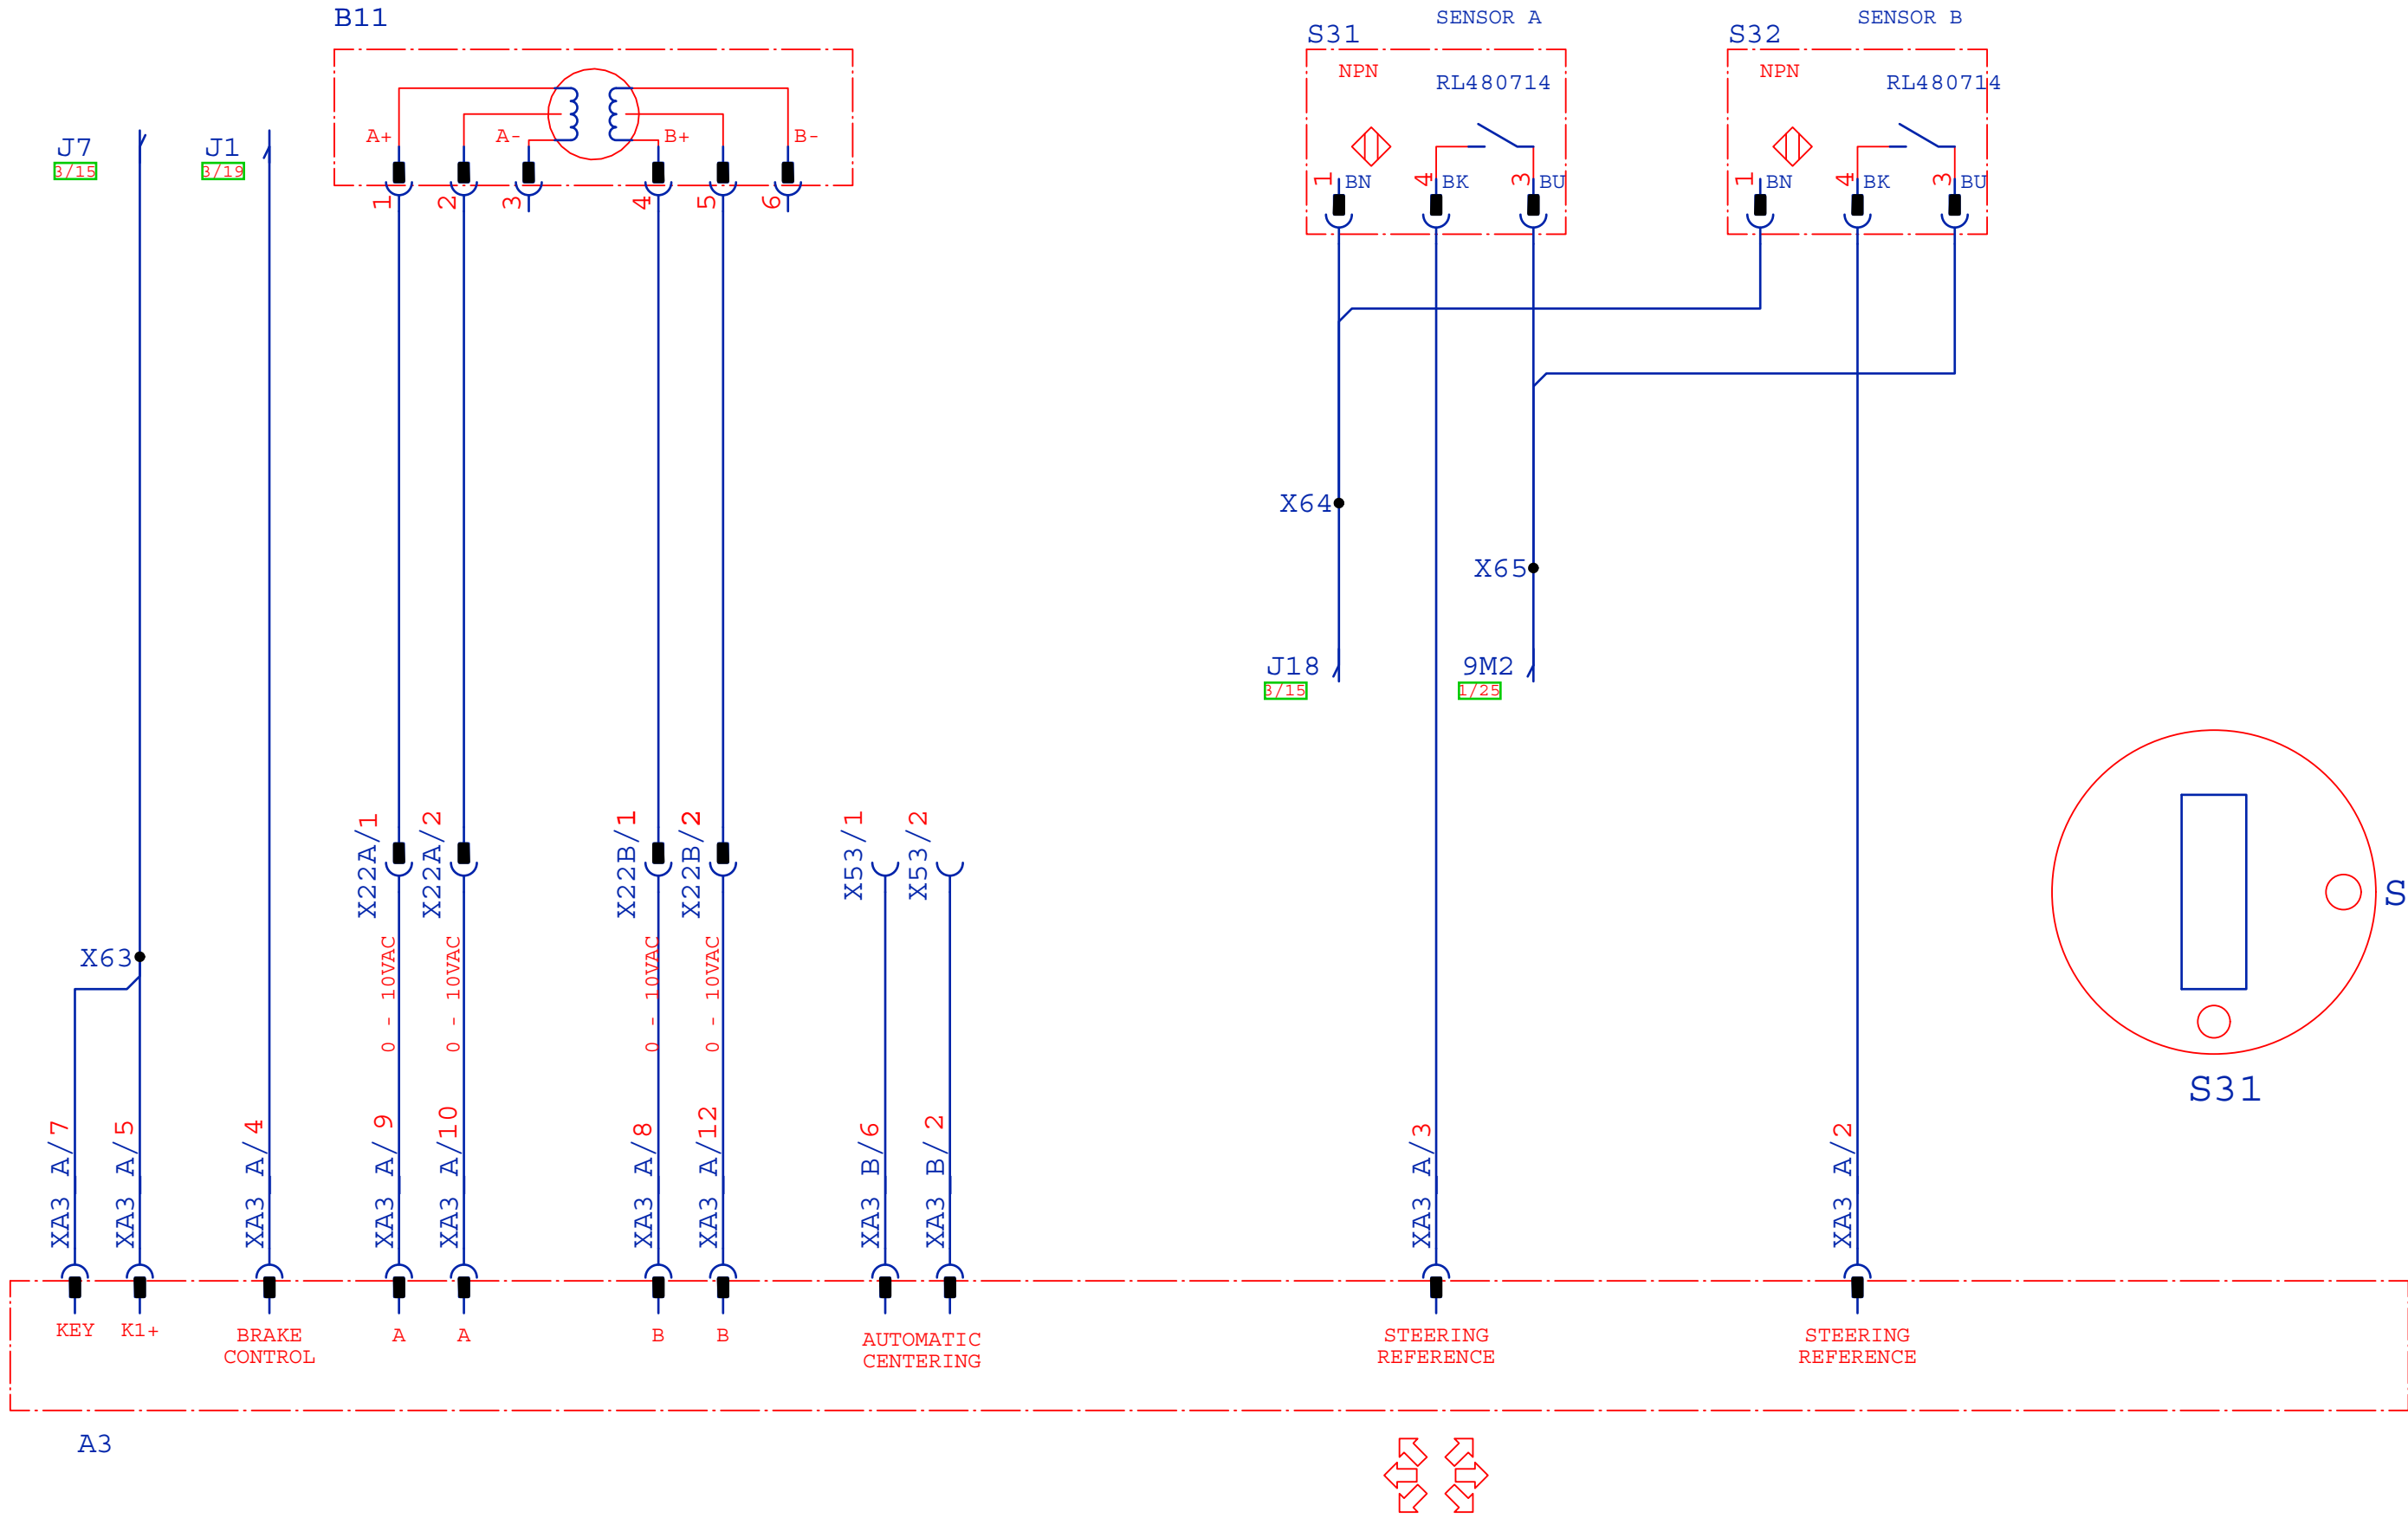 B11
SENSOR A
SENSOR B
S31
S32
NPN
RL480714
NPN
RL480714
A+
A-
B+
B-
J7
3/15
J1
3/19
1
2
3
4
5
6
1
BN
4
BK
3
BU
1
BN
4
BK
3
BU
X64
X65
J18
3/15
9M2
1/25
X22A/1
X22A/2
X22B/1
X22B/2
X53/1
X53/2
S31
X63
0 - 10VAC
0 - 10VAC
0 - 10VAC
0 - 10VAC
XA3 A/7
XA3 A/5
XA3 A/4
XA3 A/ 9
XA3 A/10
XA3 A/8
XA3 A/12
XA3 B/6
XA3 B/ 2
XA3 A/3
XA3 A/2
KEY
K1+
BRAKE
CONTROL
A
A
B
B
AUTOMATIC
CENTERING
STEERING
REFERENCE
STEERING
REFERENCE
A3